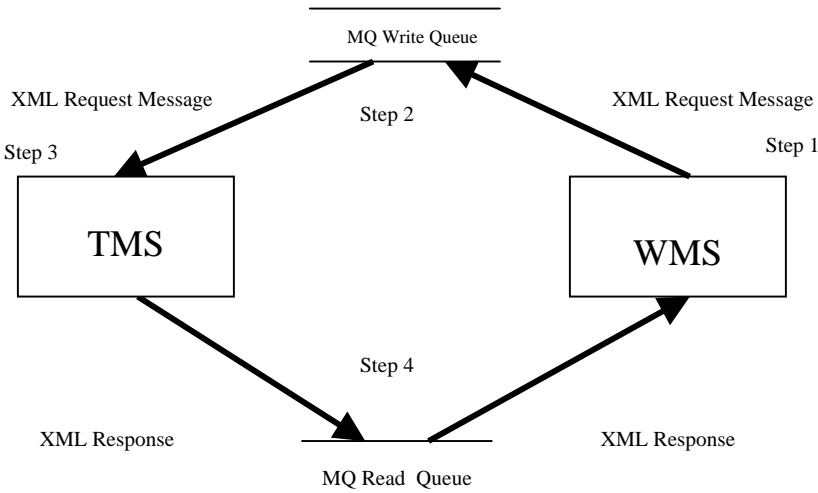 MQ Write Queue
XML Request Message
XML Request Message
Step 2
Step 3
Step 1
TMS
WMS
Step 4
XML Response
XML Response
MQ Read Queue